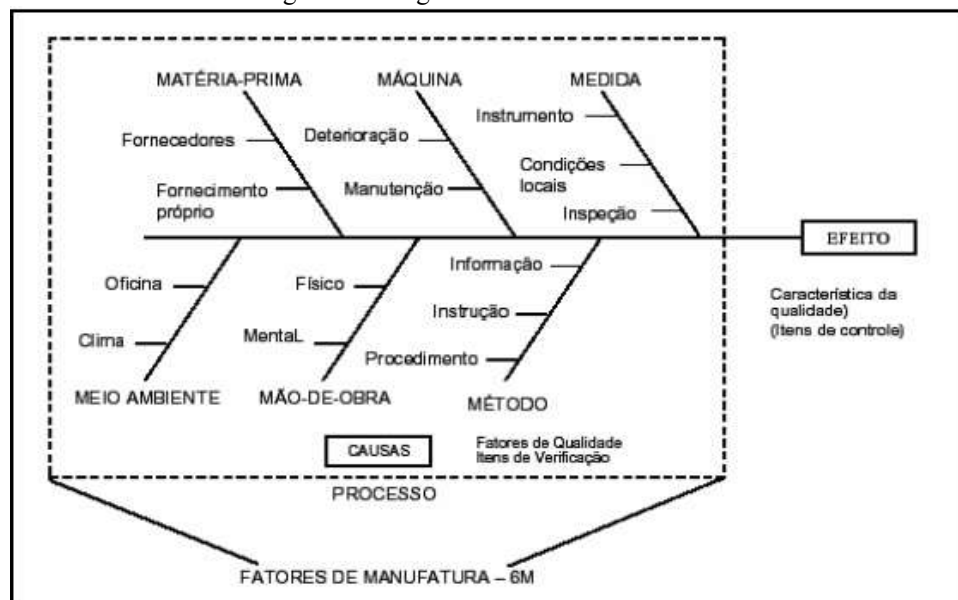 MATÉRIA-PRIMA
MÁQUINA
MEDIDA
Fornecedores
Fornecimento
próprio
Deterioração
Manutenção
Instrumento
Condições
locais
Inspeção
EFEITO
Característica da
qualidade)
(Itens de controle)
Oficina
Clima
MEIO AMBIENTE
Físico
MentaL
MÃO-DE-OBRA
Informação
Instrução
Procedimento
MÉTODO
CAUSAS
Fatores de Qualidade
Itens de Verificação
PROCESSO
FATORES DE MANUFATURA – 6M